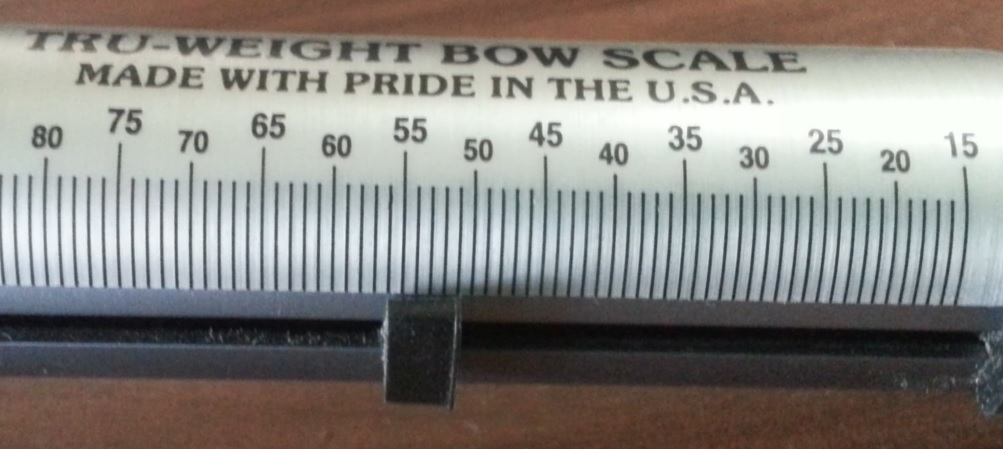 TRU-WEIGHT BOW SCALE
MADE WITH PRIDE IN THE U.S.A.
80 75 70 65 60 55 50 45 40 35 30 25 20 15